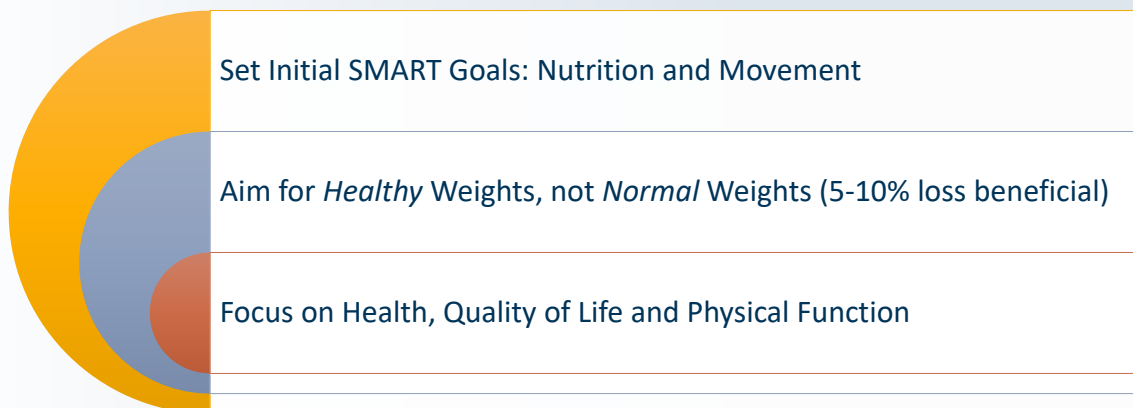 Set Initial SMART Goals: Nutrition and Movement
Aim for Healthy Weights, not Normal Weights (5-10% loss beneficial)
Focus on Health, Quality of Life and Physical Function